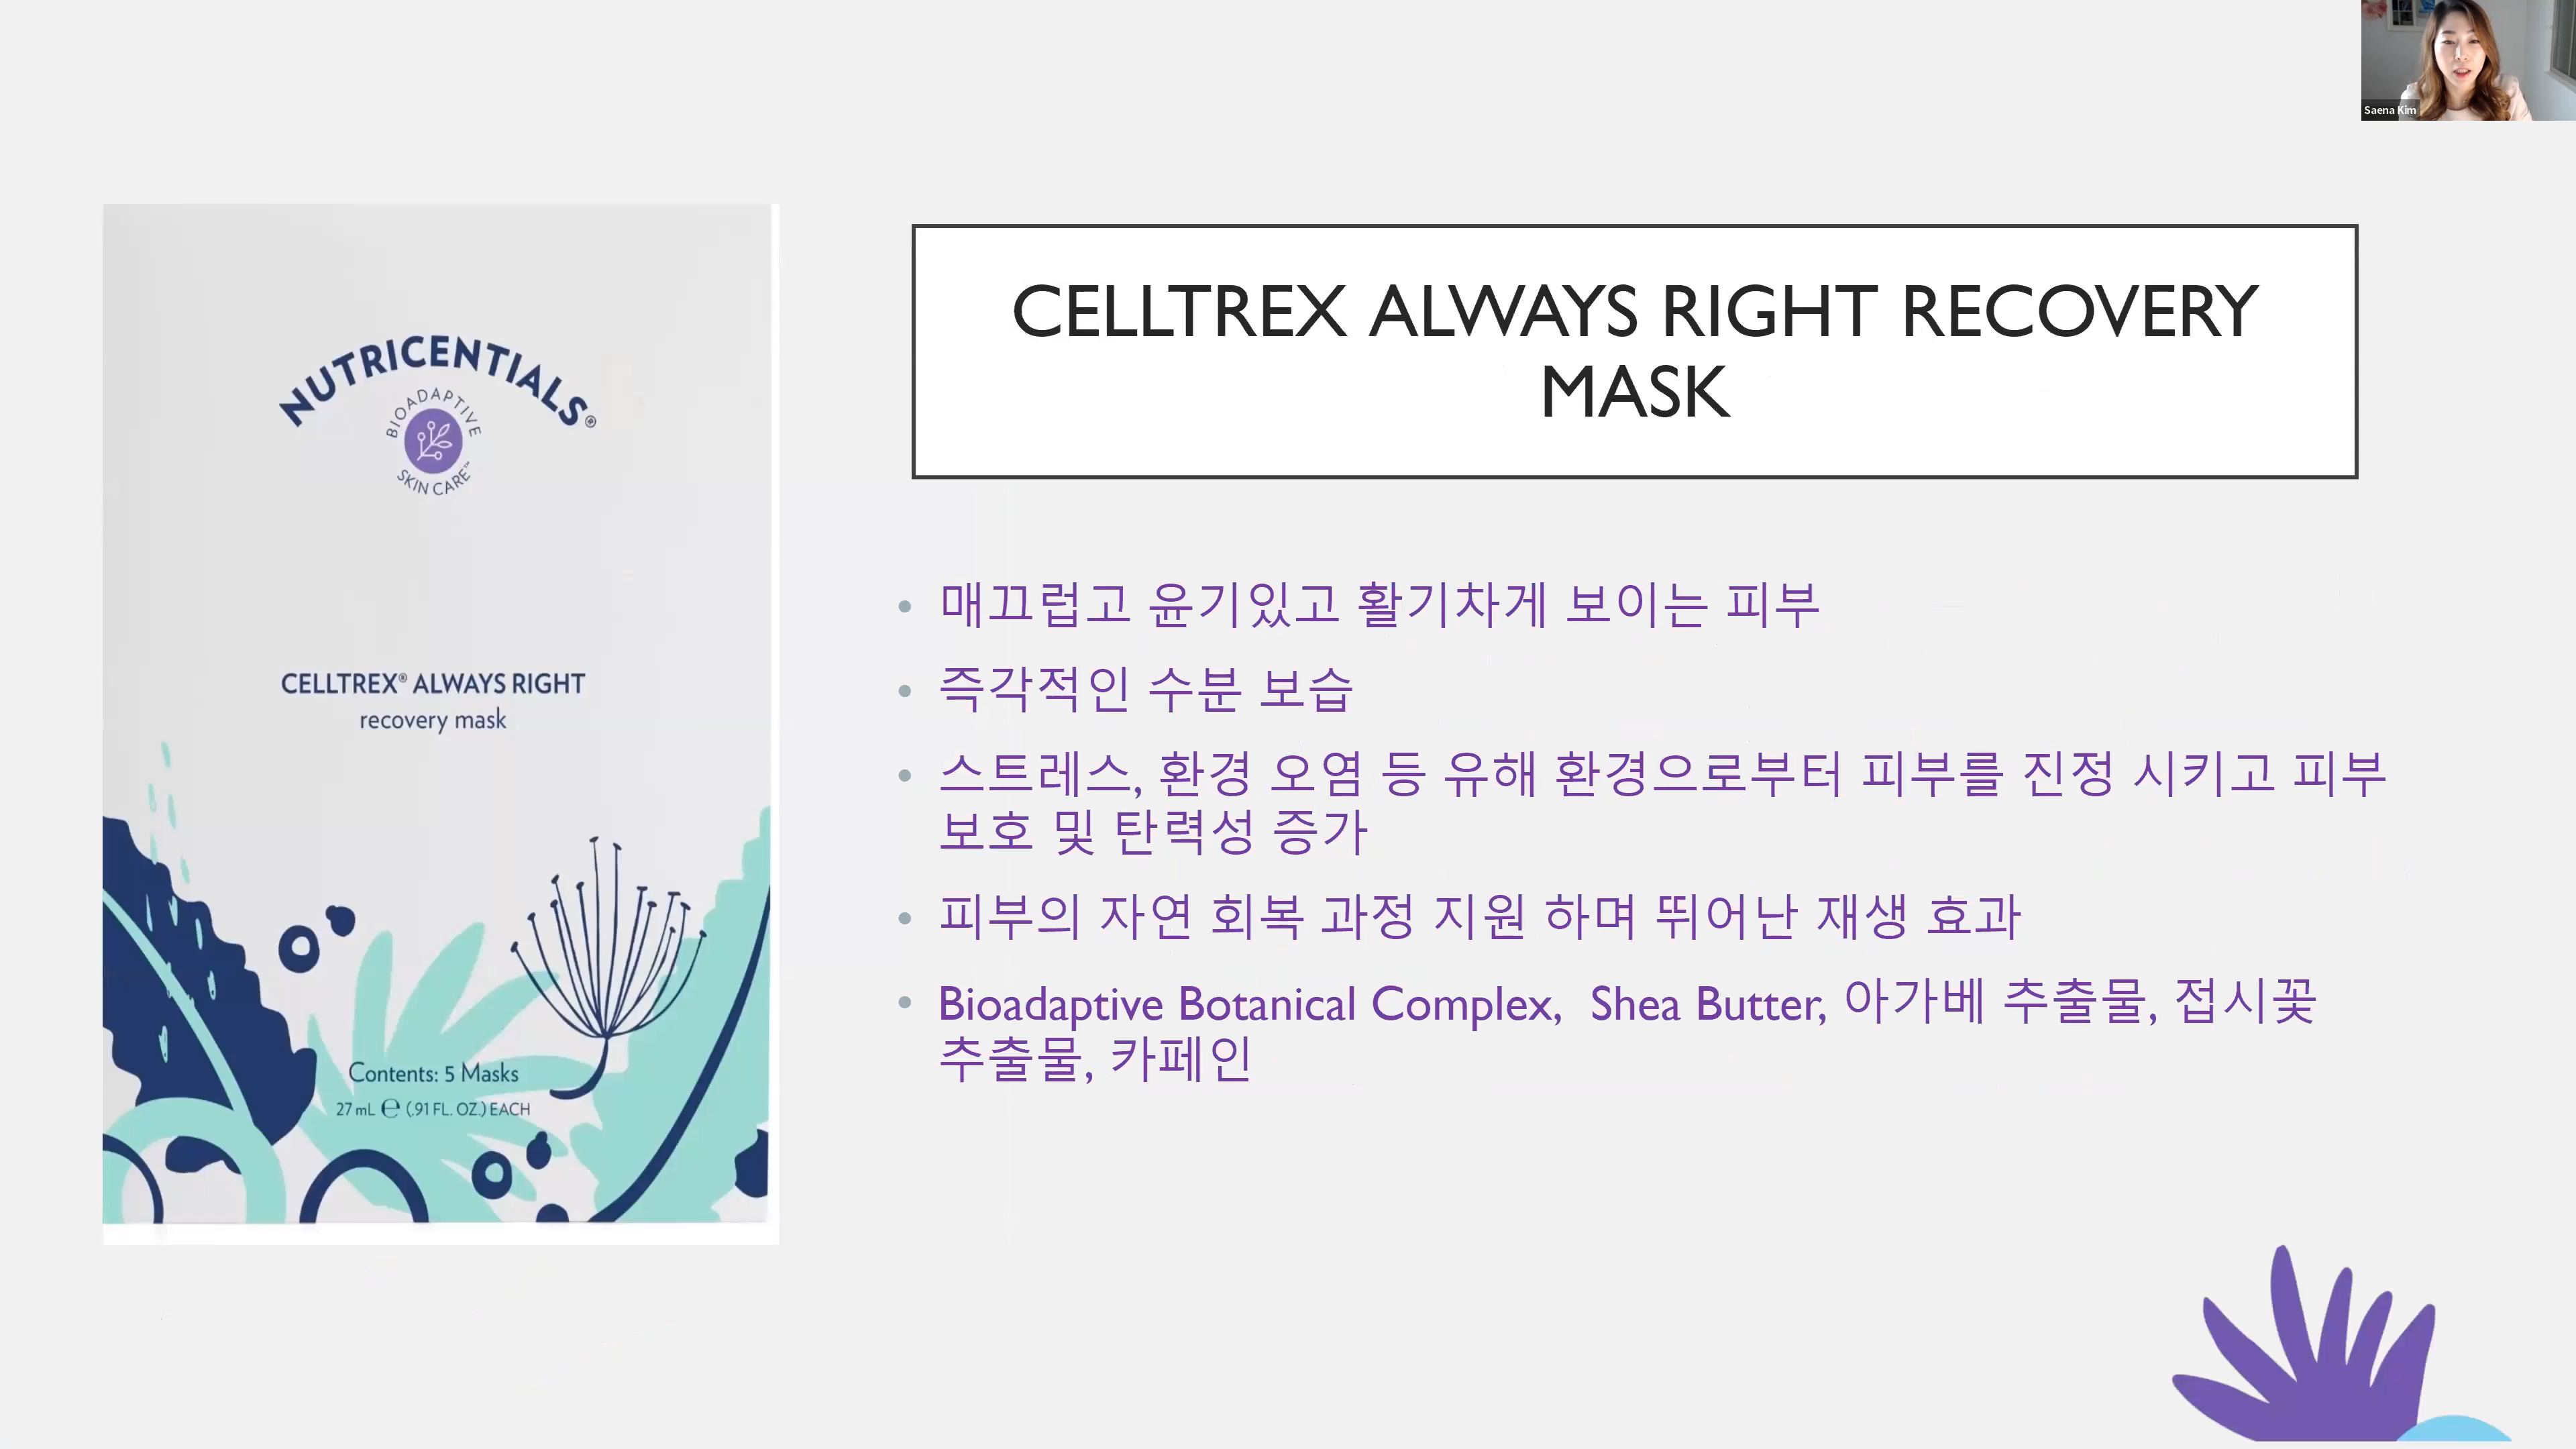 Saena Kim
NUTRICENTIALS®
BIOADAPTIVE
SKIN CARE™
CELLTREX® ALWAYS RIGHT
recovery mask
Contents: 5 Masks
27 mL ℮ (.91 FL. OZ.) EACH
CELLTREX ALWAYS RIGHT RECOVERY
MASK
• 매끄럽고 윤기있고 활기차게 보이는 피부
• 즉각적인 수분 보습
• 스트레스, 환경 오염 등 유해 환경으로부터 피부를 진정 시키고 피부
보호 및 탄력성 증가
• 피부의 자연 회복 과정 지원 하며 뛰어난 재생 효과
• Bioadaptive Botanical Complex, Shea Butter, 아가베 추출물, 접시꽃
추출물, 카페인